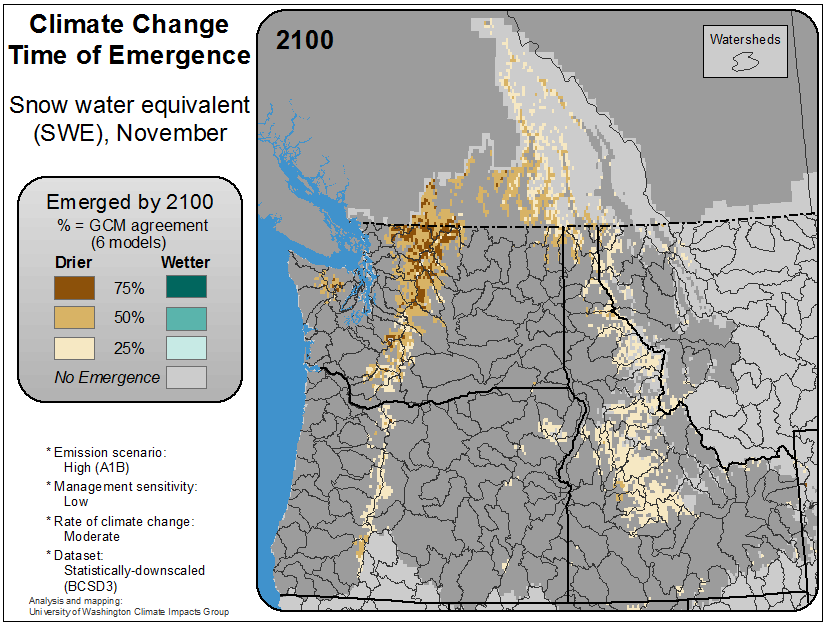 Climate Change
Time of Emergence
Snow water equivalent
(SWE), November
Emerged by 2100
% = GCM agreement
(6 models)
Drier Wetter
75%
50%
25%
No Emergence
* Emission scenario:
High (A1B)
* Management sensitivity:
Low
* Rate of climate change:
Moderate
* Dataset:
Statistically-downscaled
(BCSD3)
Analysis and mapping:
University of Washington Climate Impacts Group
2100
Watersheds